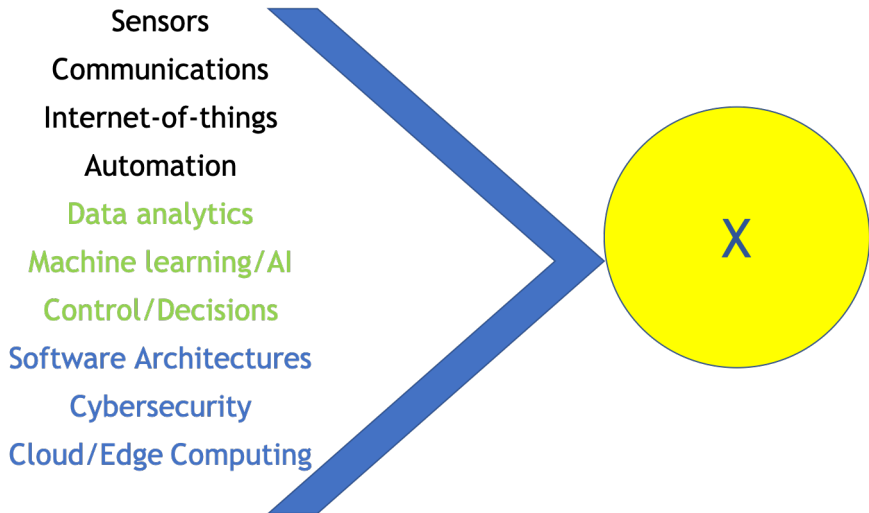 Sensors
Communications
Internet-of-things
Automation
Data analytics
Machine learning/AI
Control/Decisions
Software Architectures
Cybersecurity
Cloud/Edge Computing
X